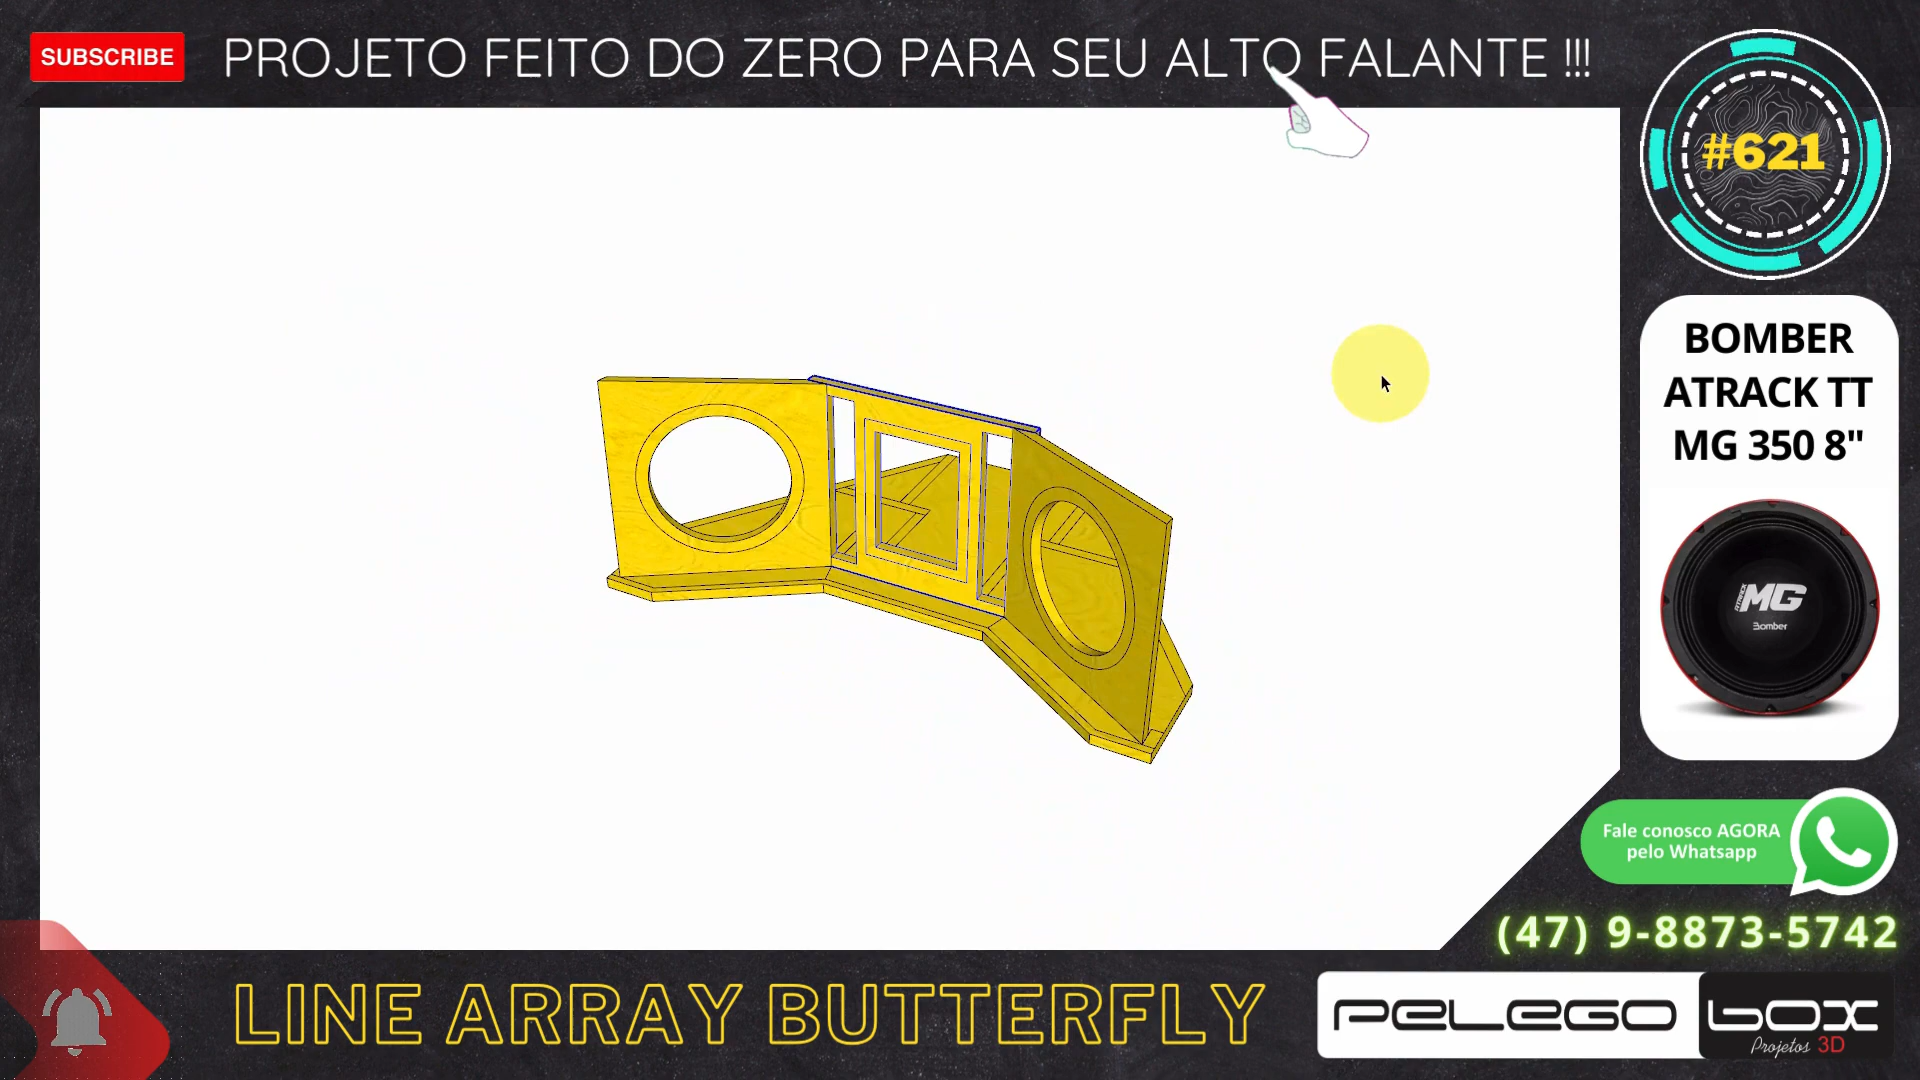 SUBSCRIBE
PROJETO FEITO DO ZERO PARA SEU ALTO FALANTE !!!
#621
BOMBER
ATRACK TT
MG 350 8"
ATRACK
MG
Bomber
Fale conosco AGORA
pelo Whatsapp
(47) 9-8873-5742
LINE ARRAY BUTTERFLY
PELEGO
BOX
Projetos 3D